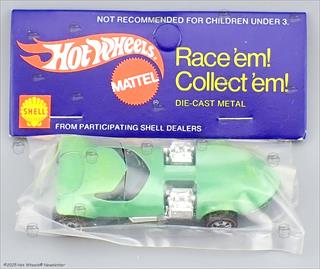 NOT RECOMMENDED FOR CHILDREN UNDER 3.
Hot Wheels
MATTEL
Race 'em!
Collect 'em!
DIE-CAST METAL
SHELL
FROM PARTICIPATING SHELL DEALERS
©2025 Hot Wheels® Newsletter